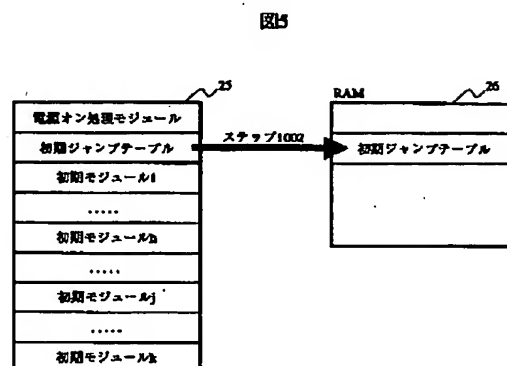 図5
25
電源オン処理モジュール
初期ジャンプテーブル
初期モジュール1
.....
初期モジュールh
.....
初期モジュールj
.....
初期モジュールk
ステップ1002
RAM
26
初期ジャンプテーブル